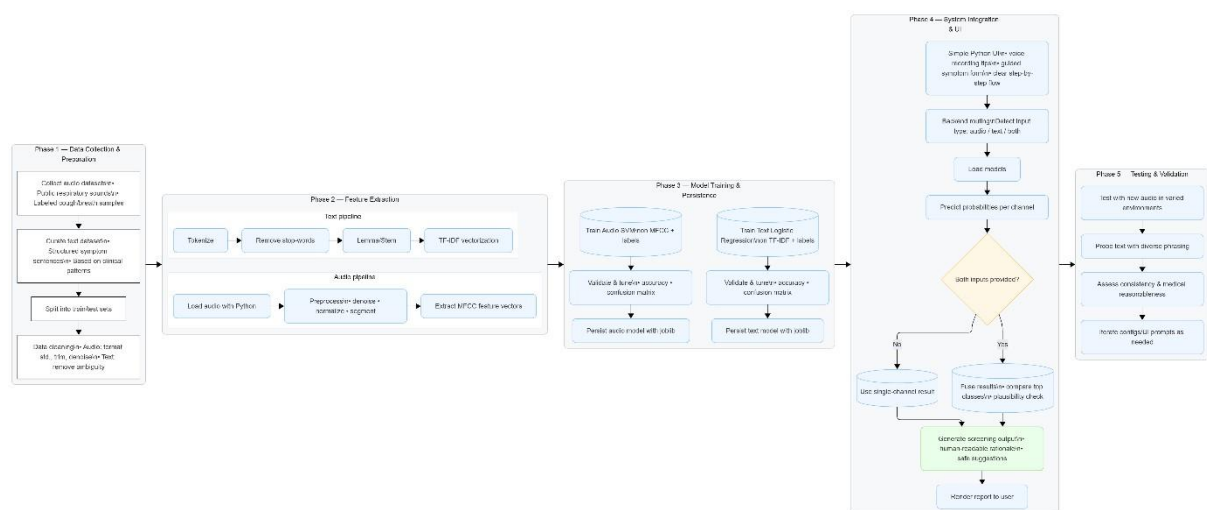 Phase 1 — Data Collection &
Preparation
Collect audio dataset\n•
Public respiratory sounds\n•
Labeled cough/breath samples
Curate text dataset\n•
Structured symptom
sentences\n• Based on clinical
patterns
Split into train/test sets
Data cleaning\n• Audio: format
std., trim, denoise\n• Text:
remove ambiguity
Phase 2 — Feature Extraction
Text pipeline
Tokenize
Remove stop-words
Lemma/Stem
TF-IDF vectorization
Audio pipeline
Load audio with Python
Preprocess\n• denoise •
normalize • segment
Extract MFCC feature vectors
Phase 3 — Model Training &
Persistence
Train Audio SVM\non MFCC +
labels
Validate & tune\n• accuracy •
confusion matrix
Persist audio model with joblib
Train Text Logistic
Regression\non TF-IDF + labels
Validate & tune\n• accuracy •
confusion matrix
Persist text model with joblib
Phase 4 — System Integration
& UI
Simple Python UI\n• voice
recording tips\n• guided
symptom form\n• clear step-by-
step flow
Backend routing\nDetect input
type: audio / text / both
Load models
Predict probabilities per channel
Both inputs provided?
No
Yes
Use single-channel result
Fuse results\n• compare top
classes\n• plausibility check
Generate screening output\n•
human-readable rationale\n•
safe suggestions
Render report to user
Phase 5 — Testing & Validation
Test with new audio in varied
environments
Probe text with diverse phrasing
Assess consistency & medical
reasonableness
Iterate configs/UI prompts as
needed